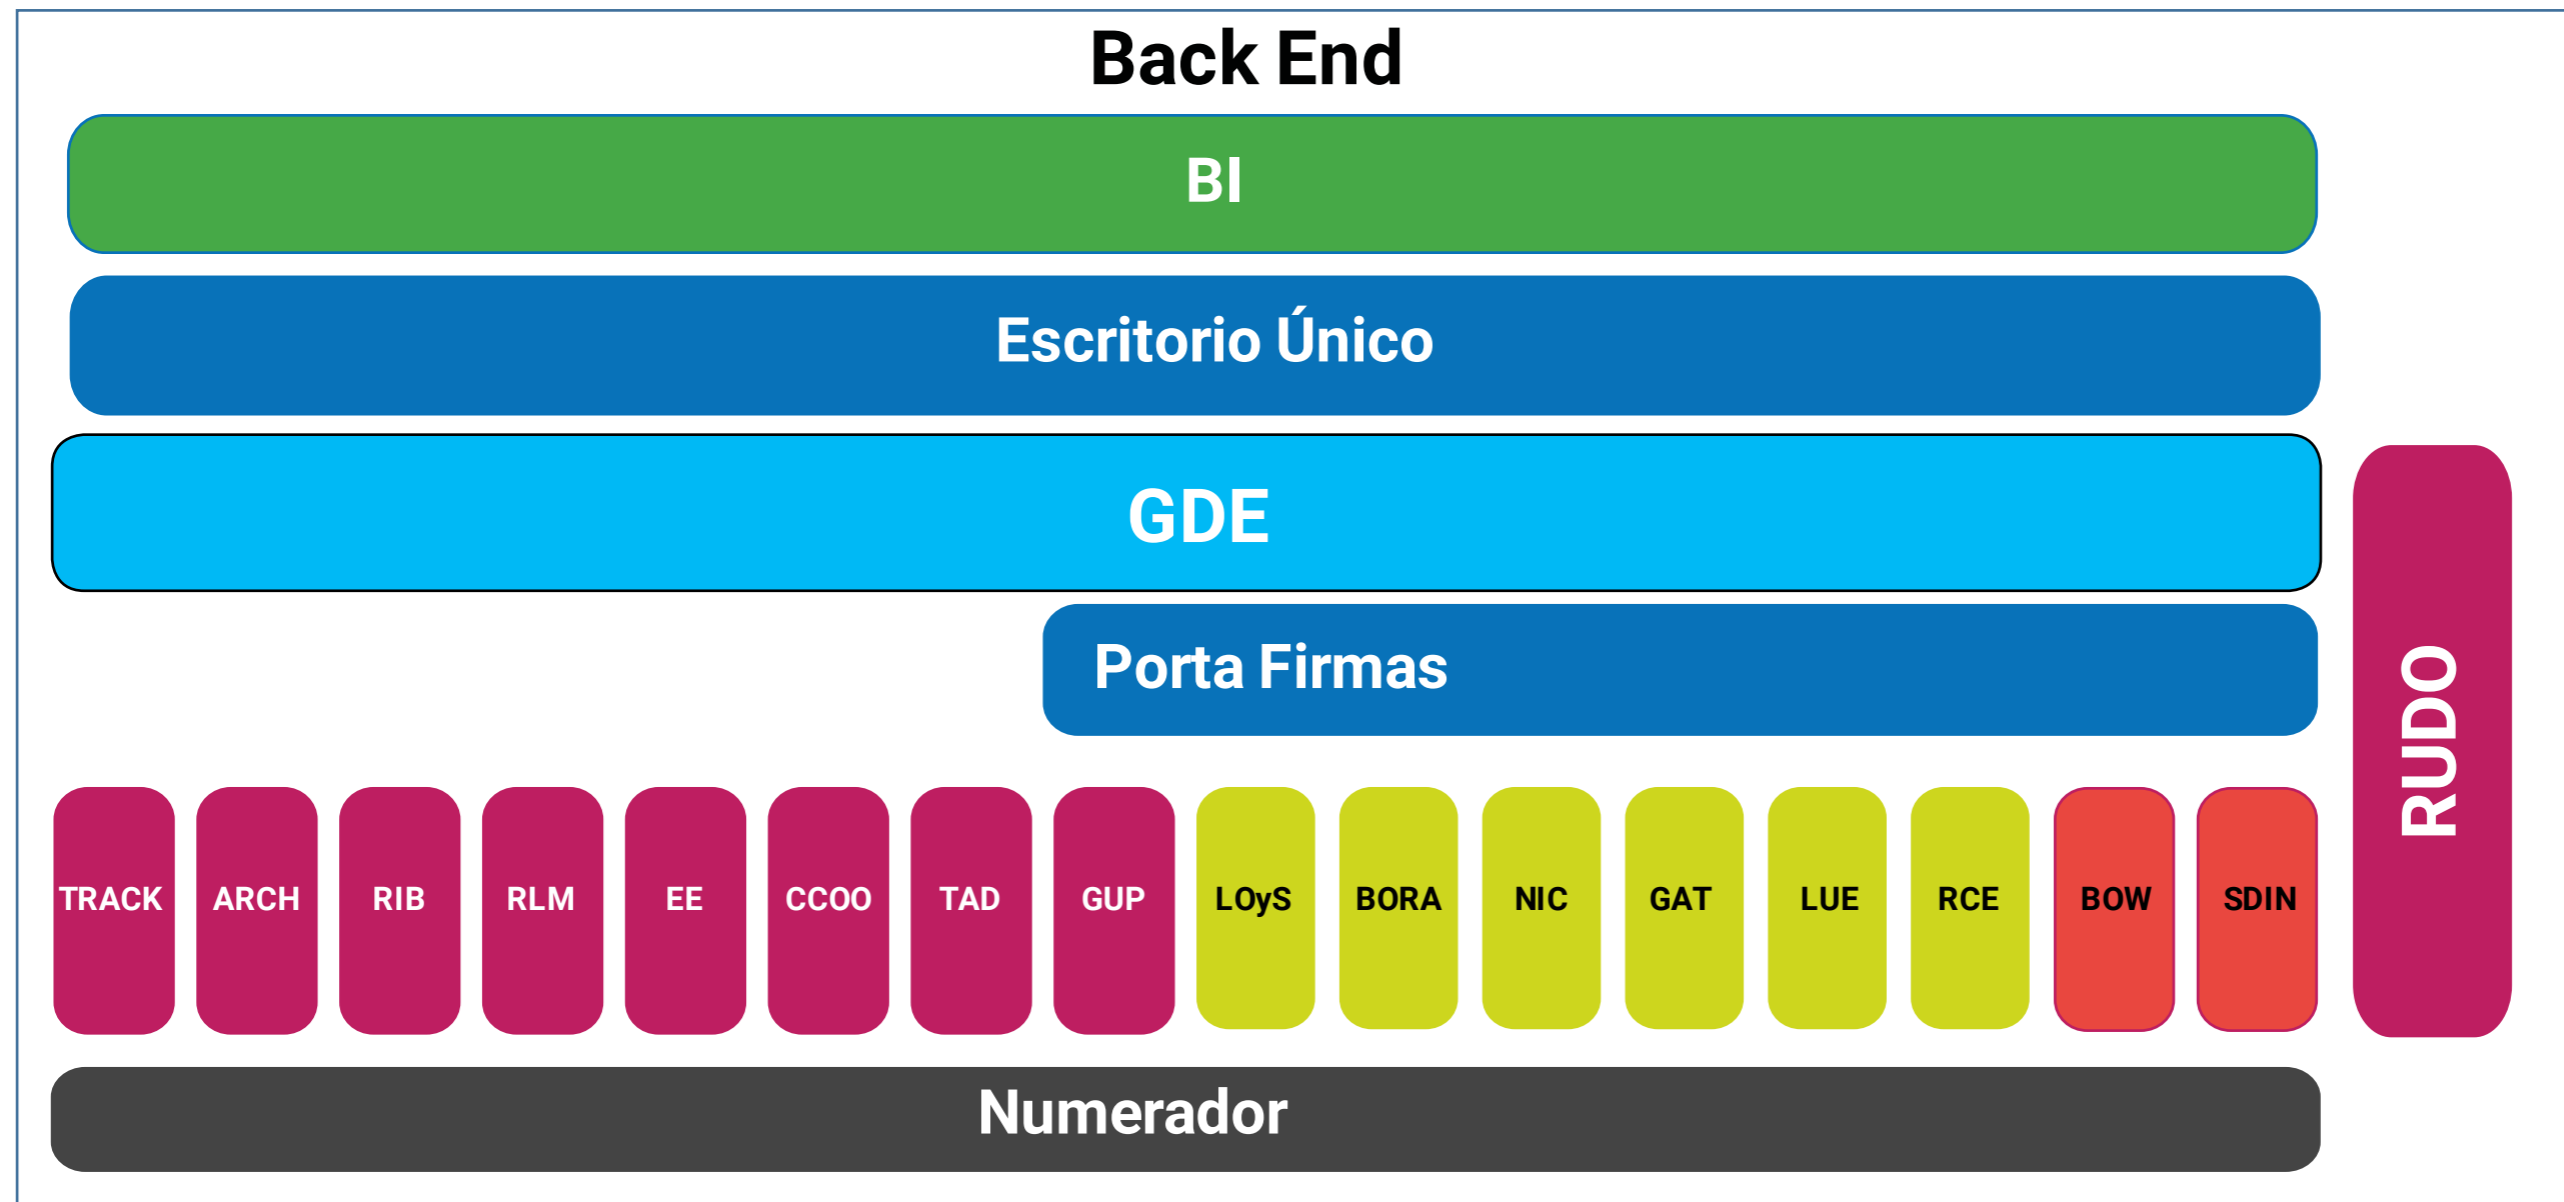 Back End
BI
Escritorio Único
GDE
Porta Firmas
RUDO
TRACK
ARCH
RIB
RLM
EE
CCOO
TAD
GUP
LOyS
BORA
NIC
GAT
LUE
RCE
BOW
SDIN
Numerador